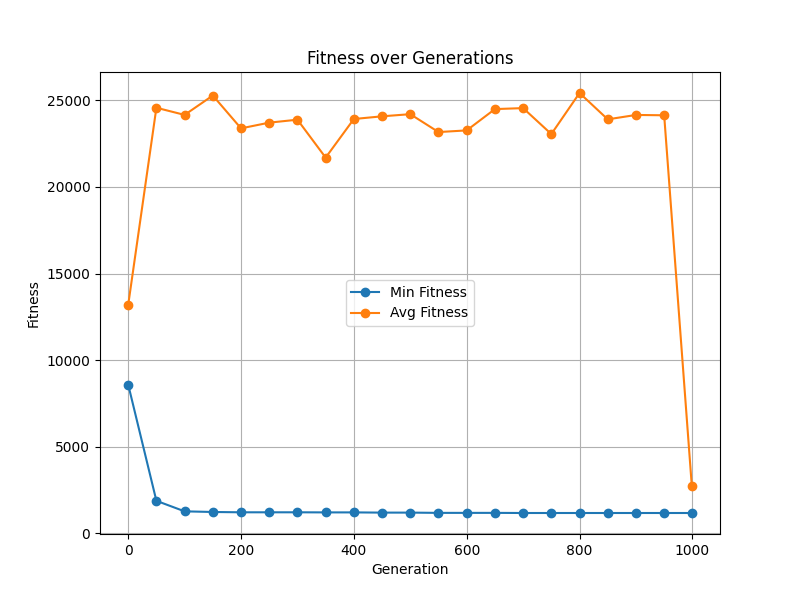 Fitness over Generations
25000
20000
15000
10000
5000
0
Fitness
Min Fitness
Avg Fitness
0 200 400 600 800 1000
Generation